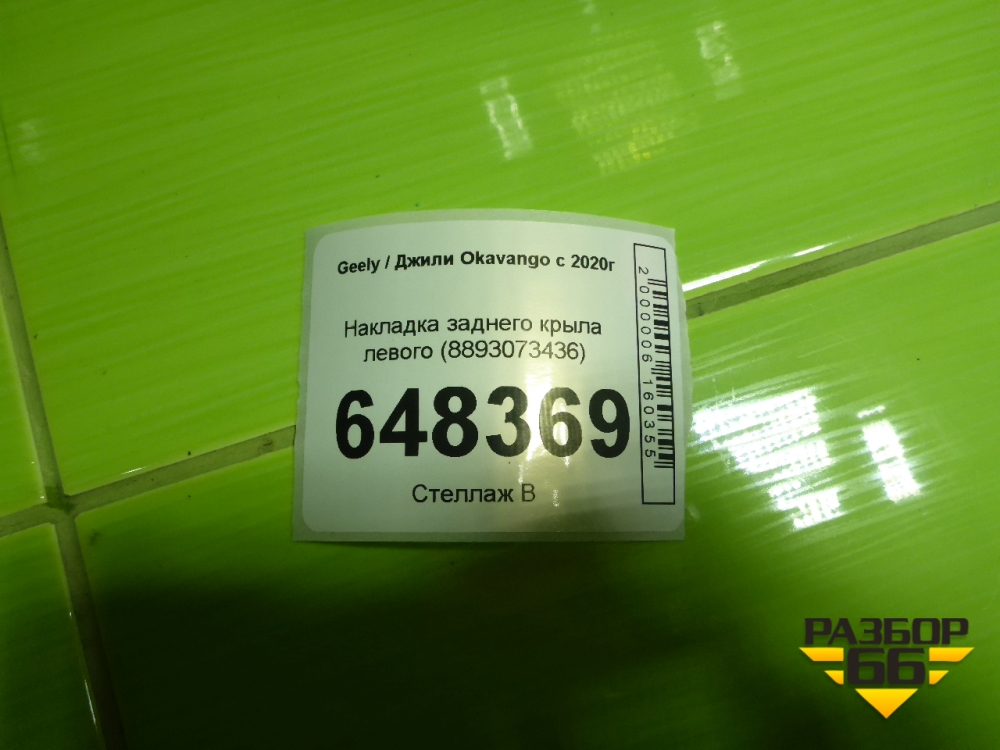 Geely / Джили Okavango с 2020г
Накладка заднего крыла
левого (8893073436)
648369
Стеллаж В
2000006160355
РАЗБОР
66